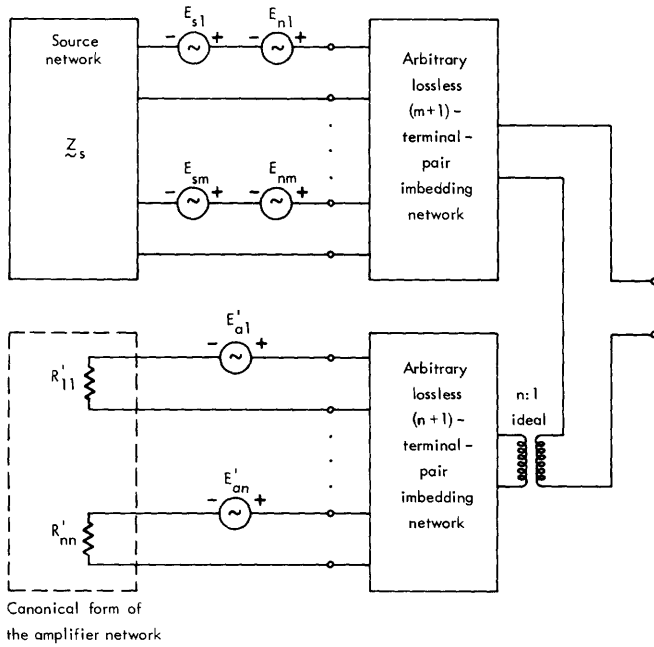 E_s1
E_n1
Source
network
Z_s
- + - +
E_sm
E_nm
- + - +
Arbitrary
lossless
(m+1) -
terminal -
pair
imbedding
network
E'_a1
- +
R'_11
E'_an
- +
R'_nn
Arbitrary
lossless
(n+1) -
terminal -
pair
imbedding
network
n:1
ideal
Canonical form of
the amplifier network